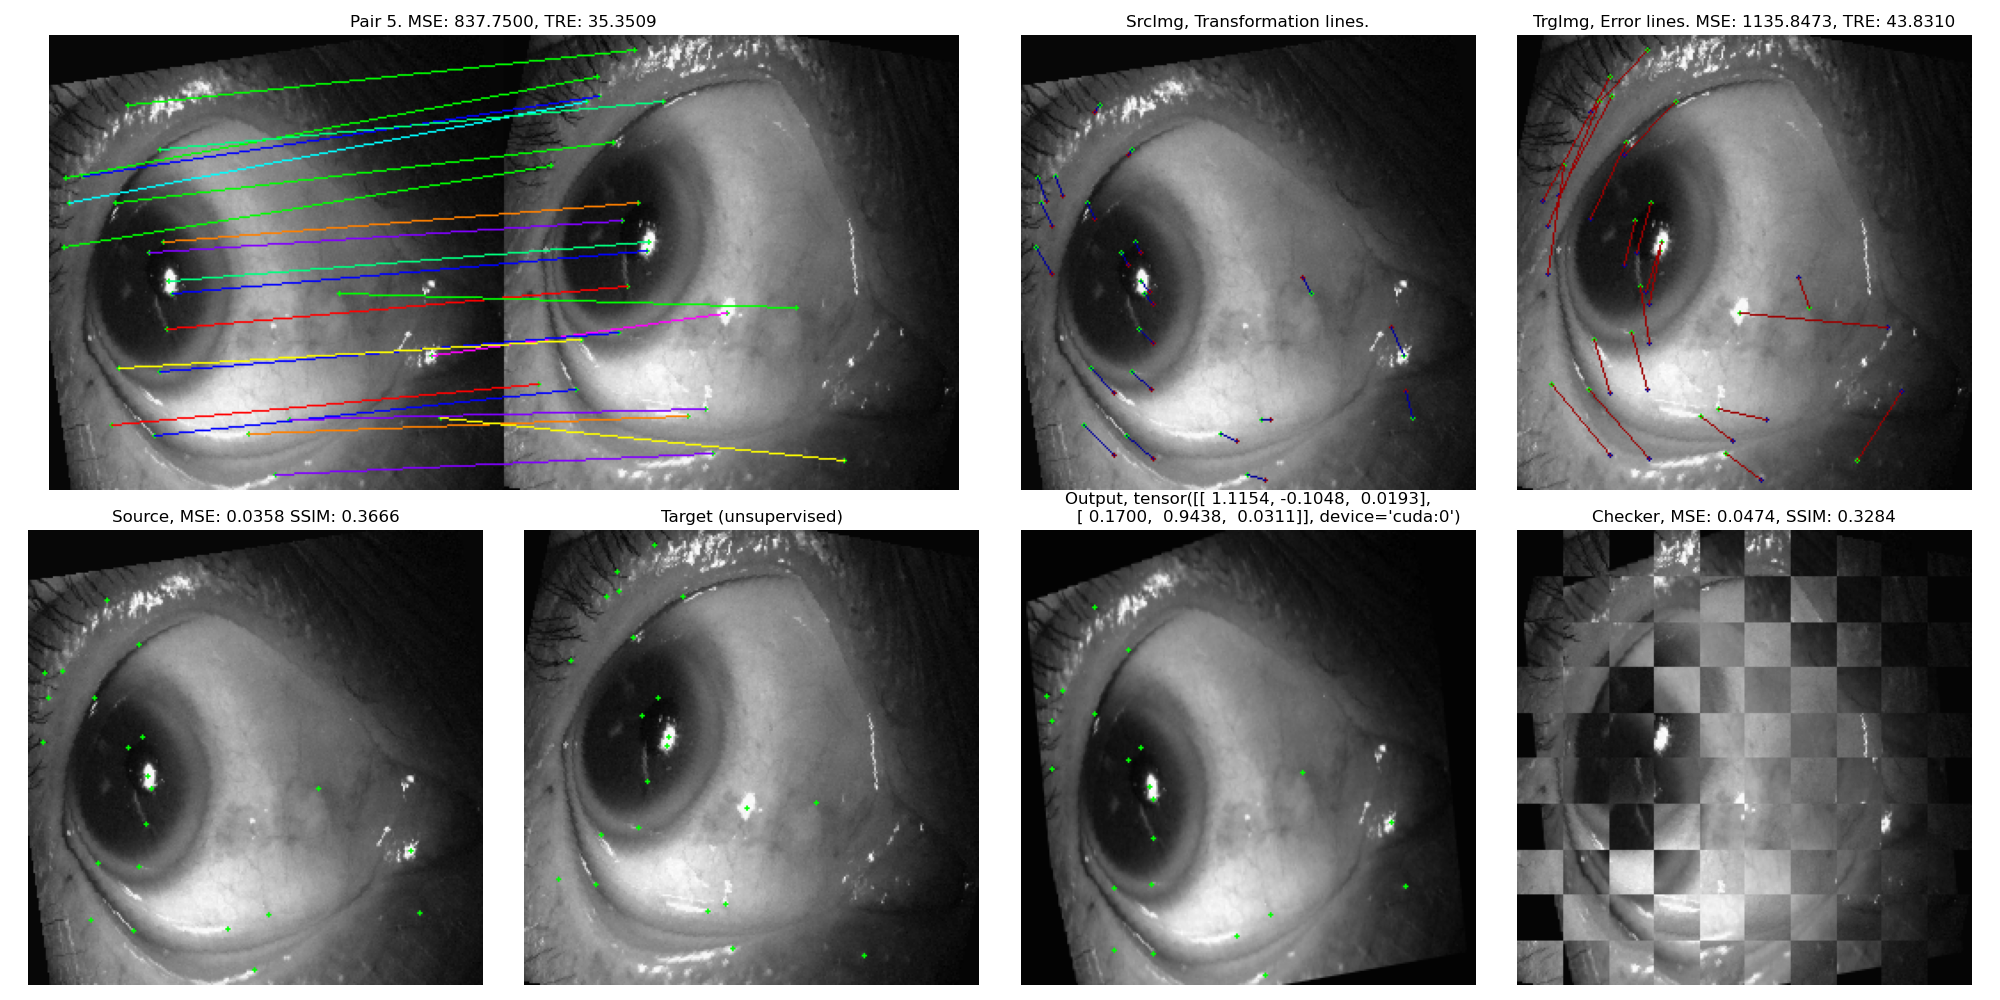 Pair 5. MSE: 837.7500, TRE: 35.3509
SrcImg, Transformation lines.
TrgImg, Error lines. MSE: 1135.8473, TRE: 43.8310
Source, MSE: 0.0358 SSIM: 0.3666
Target (unsupervised)
Output, tensor([[ 1.1154, -0.1048,  0.0193],
[ 0.1700,  0.9438,  0.0311]], device='cuda:0')
Checker, MSE: 0.0474, SSIM: 0.3284